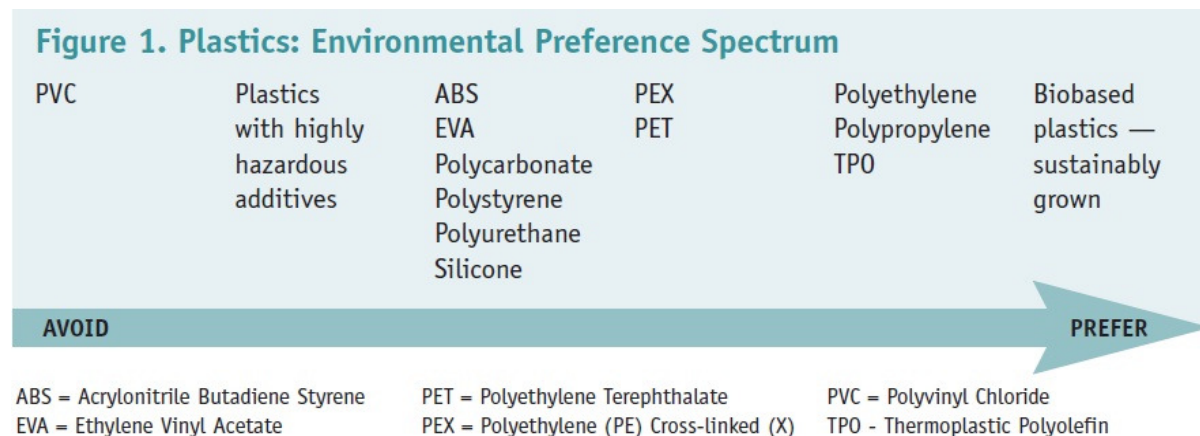 Figure 1. Plastics: Environmental Preference Spectrum
PVC
Plastics
with highly
hazardous
additives
ABS
EVA
Polycarbonate
Polystyrene
Polyurethane
Silicone
PEX
PET
Polyethylene
Polypropylene
TPO
Biobased
plastics —
sustainably
grown
AVOID
PREFER
ABS = Acrylonitrile Butadiene Styrene
EVA = Ethylene Vinyl Acetate
PET = Polyethylene Terephthalate
PEX = Polyethylene (PE) Cross-linked (X)
PVC = Polyvinyl Chloride
TPO - Thermoplastic Polyolefin